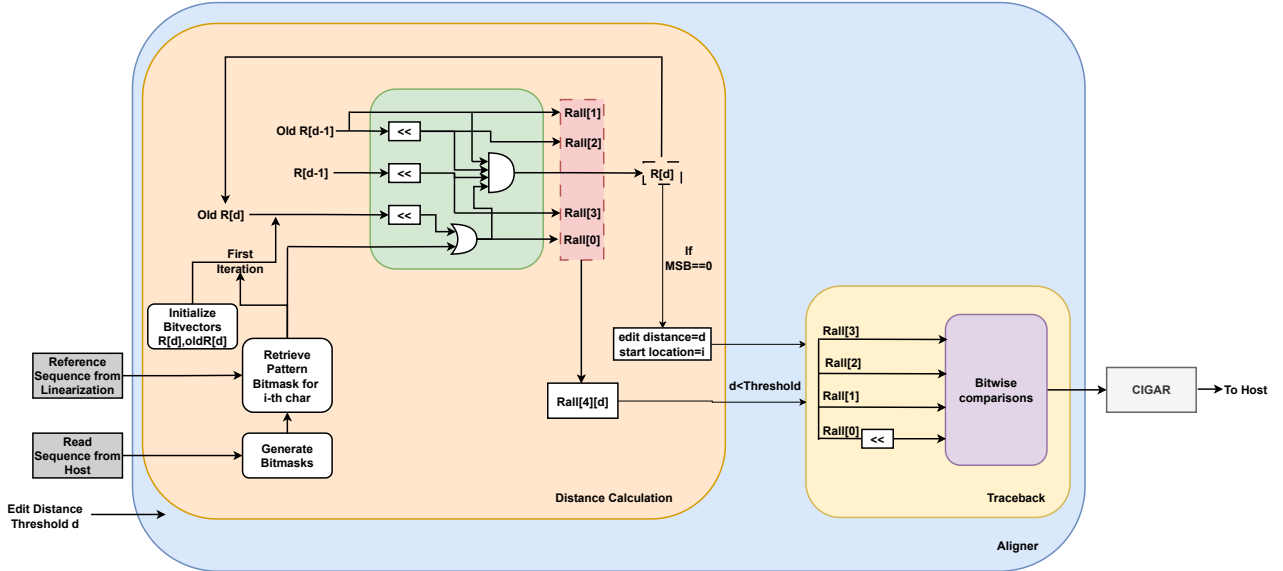 Rall[1]
Old R[d-1]
<<
Rall[2]
R[d-1]
<<
R[d]
Old R[d]
<<
Rall[3]
Rall[0]
First
Iteration
If
MSB==0
Initialize
Bitvectors
R[d],oldR[d]
Retrieve
Pattern
Bitmask for
i-th char
edit distance=d
start location=i
Reference
Sequence from
Linearization
Rall[4][d]
d<Threshold
Read
Sequence from
Host
Generate
Bitmasks
Distance Calculation
Edit Distance
Threshold d
Rall[3]
Rall[2]
Rall[1]
Rall[0]
<<
Bitwise
comparisons
Traceback
Aligner
CIGAR
To Host